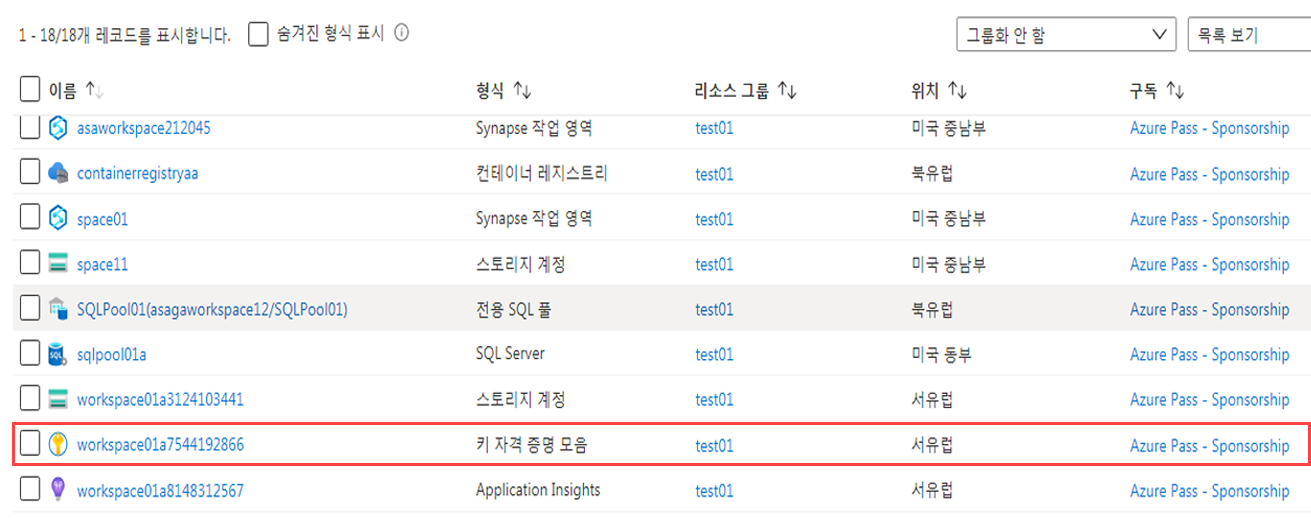 1 - 18/18개 레코드를 표시합니다. 숨겨진 형식 표시 그룹화 안 함 목록 보기
이름 형식 리소스 그룹 위치 구독
asaworkspace212045 Synapse 작업 영역 test01 미국 중남부 Azure Pass - Sponsorship
containerregistryaa 컨테이너 레지스트리 test01 북유럽 Azure Pass - Sponsorship
space01 Synapse 작업 영역 test01 미국 중남부 Azure Pass - Sponsorship
space11 스토리지 계정 test01 미국 중남부 Azure Pass - Sponsorship
SQLPool01(asagaworkspace12/SQLPool01) 전용 SQL 풀 test01 북유럽 Azure Pass - Sponsorship
sqlpool01a SQL Server test01 미국 동부 Azure Pass - Sponsorship
workspace01a3124103441 스토리지 계정 test01 서유럽 Azure Pass - Sponsorship
workspace01a7544192866 키 자격 증명 모음 test01 서유럽 Azure Pass - Sponsorship
workspace01a8148312567 Application Insights test01 서유럽 Azure Pass - Sponsorship